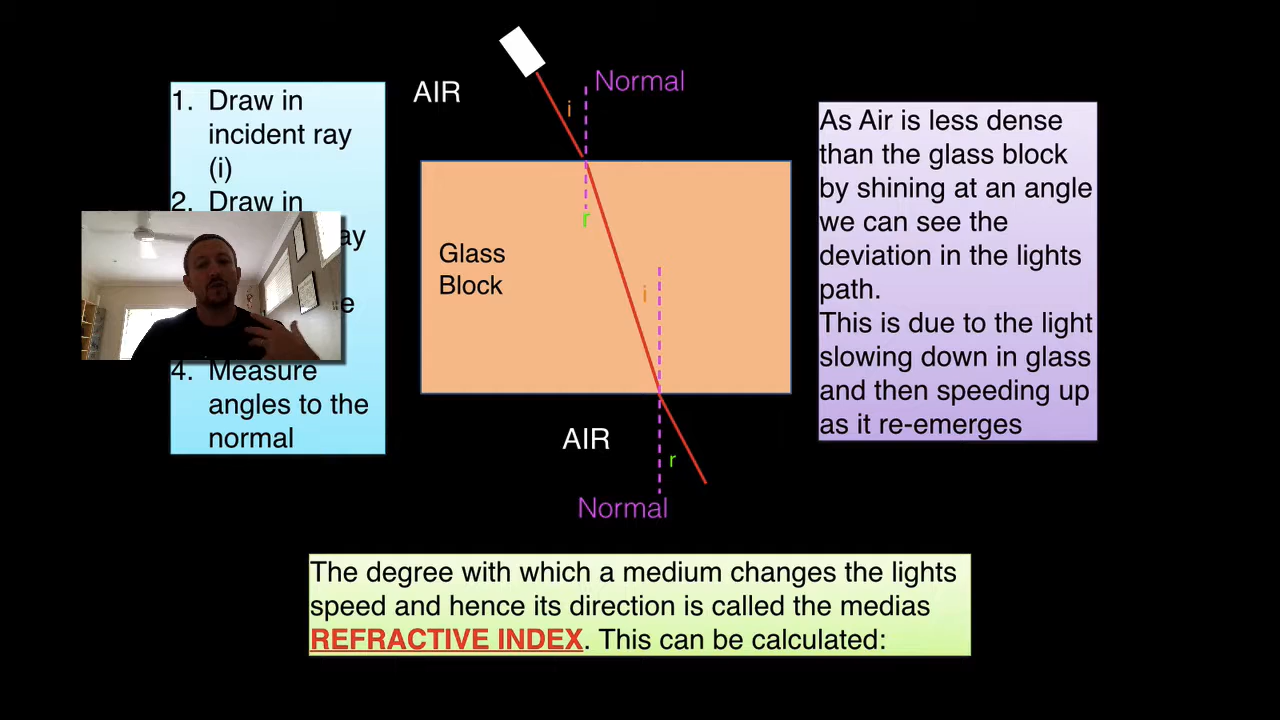 AIR
Normal
i
1. Draw in
incident ray
(i)
2. Draw in
ay
e
4. Measure
angles to the
normal
r
Glass
Block
i
AIR
r
Normal
As Air is less dense
than the glass block
by shining at an angle
we can see the
deviation in the lights
path.
This is due to the light
slowing down in glass
and then speeding up
as it re-emerges
The degree with which a medium changes the lights
speed and hence its direction is called the medias
REFRACTIVE INDEX. This can be calculated: